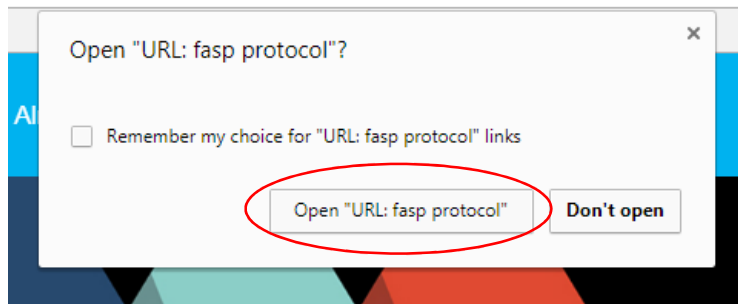 Open "URL: fasp protocol"?
Remember my choice for "URL: fasp protocol" links
Open "URL: fasp protocol"
Don't open